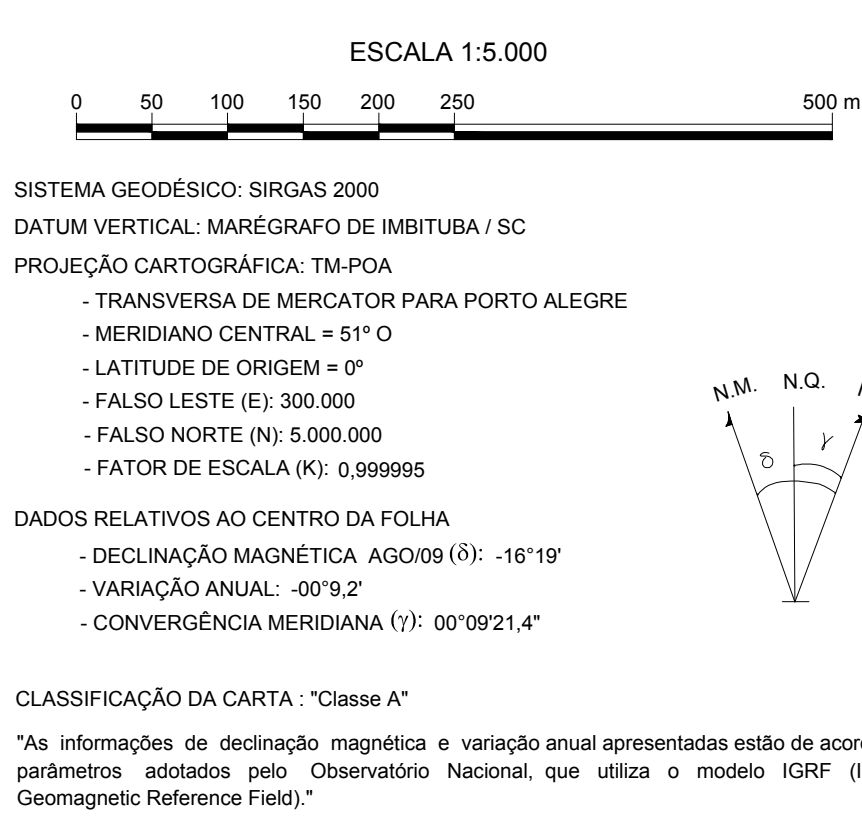 ESCALA 1:5.000
0 50 100 150 200 250 500 m
SISTEMA GEODÉSICO: SIRGAS 2000
DATUM VERTICAL: MARÉGRAFO DE IMBITUBA / SC
PROJEÇÃO CARTOGRÁFICA: TM-POA
- TRANSVERSA DE MERCATOR PARA PORTO ALEGRE
- MERIDIANO CENTRAL = 51º O
- LATITUDE DE ORIGEM = 0º
- FALSO LESTE (E): 300.000
- FALSO NORTE (N): 5.000.000
- FATOR DE ESCALA (K): 0,999995
N.M. N.Q.
δ γ
DADOS RELATIVOS AO CENTRO DA FOLHA
- DECLINAÇÃO MAGNÉTICA AGO/09 (δ): -16°19'
- VARIAÇÃO ANUAL: -00°9,2'
- CONVERGÊNCIA MERIDIANA (γ): 00°09'21,4"
CLASSIFICAÇÃO DA CARTA : "Classe A"
"As informações de declinação magnética e variação anual apresentadas estão de
parâmetros adotados pelo Observatório Nacional, que utiliza o modelo IGRF
Geomagnetic Reference Field)."